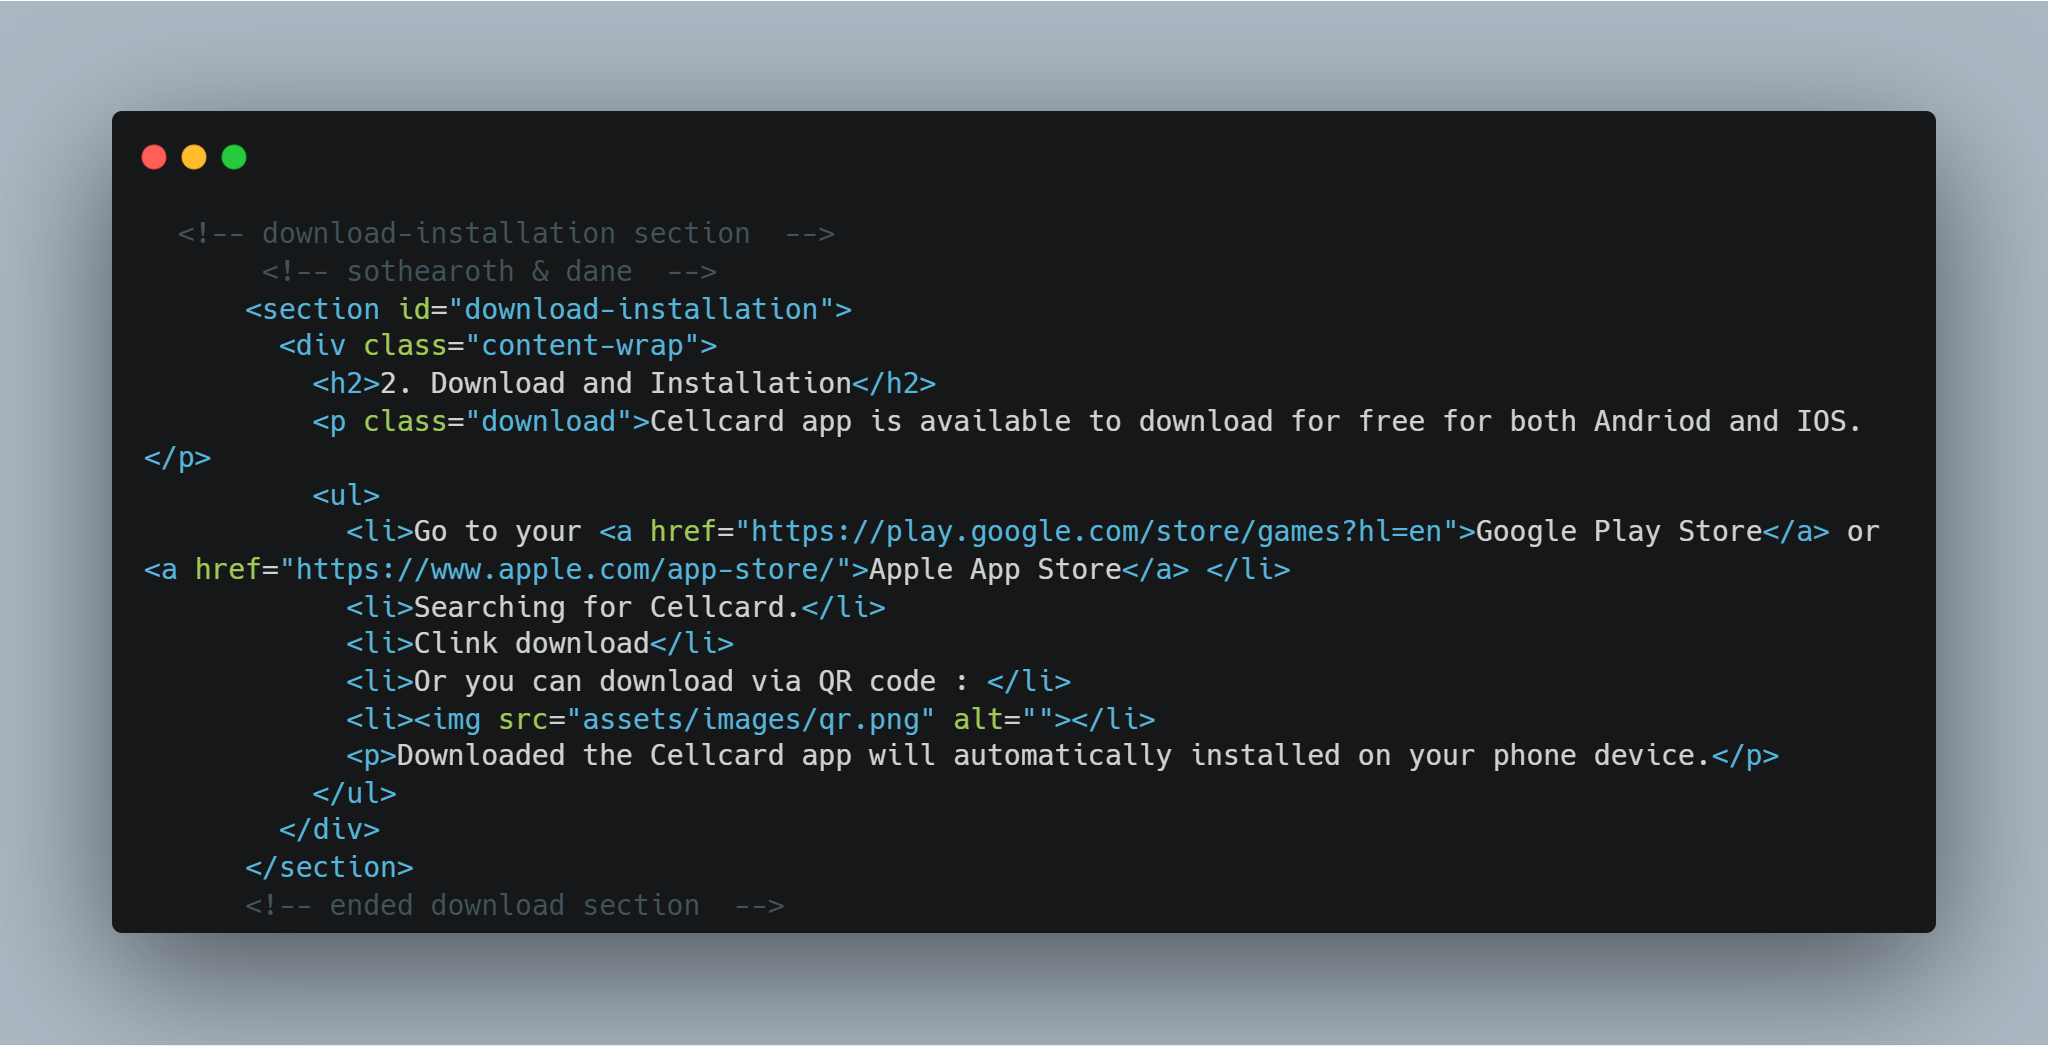 <!-- download-installation section  -->
<!-- sothearoth & dane  -->
<section id="download-installation">
<div class="content-wrap">
<h2>2. Download and Installation</h2>
<p class="download">Cellcard app is available to download for free for both Andriod and IOS.
</p>
<ul>
<li>Go to your <a href="https://play.google.com/store/games?hl=en">Google Play Store</a> or
<a href="https://www.apple.com/app-store/">Apple App Store</a> </li>
<li>Searching for Cellcard.</li>
<li>Clink download</li>
<li>Or you can download via QR code : </li>
<li><img src="assets/images/qr.png" alt=""></li>
<p>Downloaded the Cellcard app will automatically installed on your phone device.</p>
</ul>
</div>
</section>
<!-- ended download section  -->